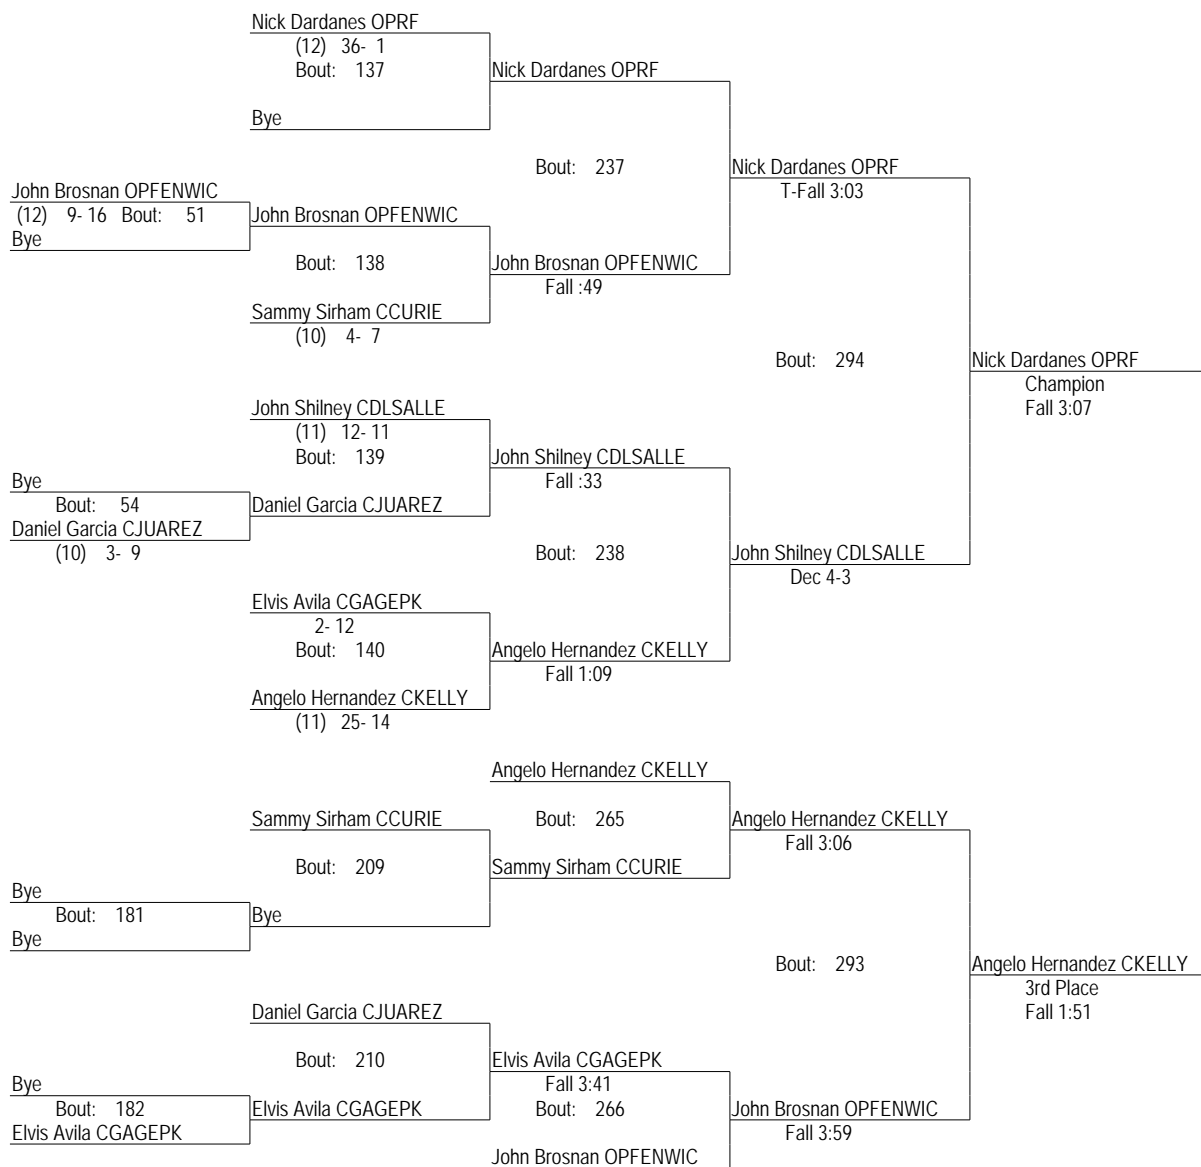 Nick Dardanes OPRF
(12) 36- 1
Bout: 137
Nick Dardanes OPRF
Bye
Bout: 237
Nick Dardanes OPRF
T-Fall 3:03
John Brosnan OPFENWIC
(12) 9- 16 Bout: 51
John Brosnan OPFENWIC
Bye
Bout: 138
John Brosnan OPFENWIC
Fall :49
Sammy Sirham CCURIE
(10) 4- 7
Bout: 294
Nick Dardanes OPRF
Champion
Fall 3:07
John Shilney CDLSALLE
(11) 12- 11
Bout: 139
John Shilney CDLSALLE
Fall :33
Bye
Bout: 54
Daniel Garcia CJUAREZ
Daniel Garcia CJUAREZ
(10) 3- 9
Bout: 238
John Shilney CDLSALLE
Dec 4-3
Elvis Avila CGAGEPK
2- 12
Bout: 140
Angelo Hernandez CKELLY
Fall 1:09
Angelo Hernandez CKELLY
(11) 25- 14
Angelo Hernandez CKELLY
Sammy Sirham CCURIE
Bout: 265
Angelo Hernandez CKELLY
Fall 3:06
Bout: 209
Sammy Sirham CCURIE
Bye
Bout: 181
Bye
Bye
Bout: 293
Angelo Hernandez CKELLY
3rd Place
Fall 1:51
Daniel Garcia CJUAREZ
Bout: 210
Elvis Avila CGAGEPK
Fall 3:41
Bye
Bout: 182
Elvis Avila CGAGEPK
Bout: 266
John Brosnan OPFENWIC
Fall 3:59
Elvis Avila CGAGEPK
John Brosnan OPFENWIC